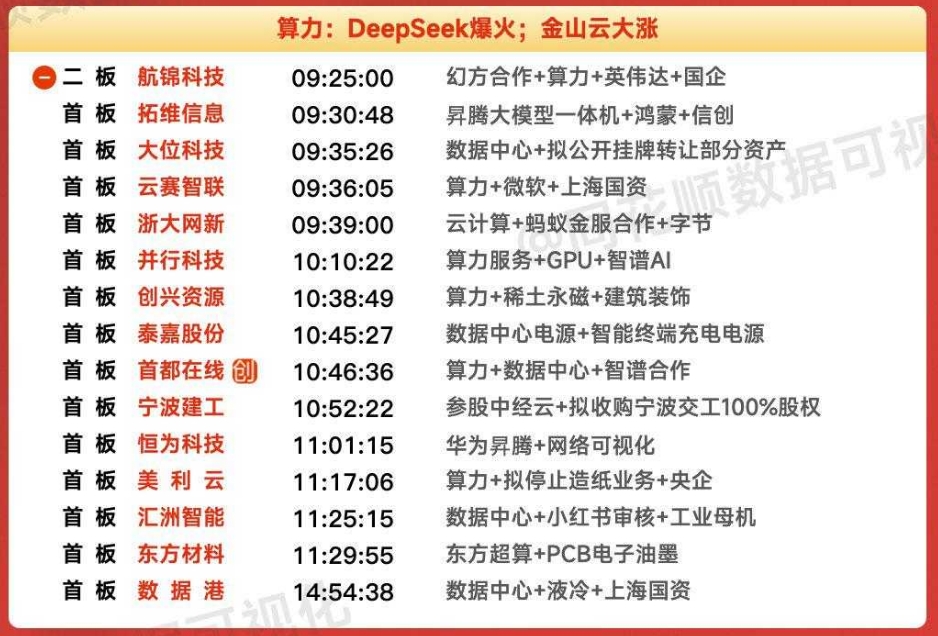 算力：DeepSeek爆火；金山云大涨
二板 航锦科技 09:25:00 幻方合作+算力+英伟达+国企
首板 拓维信息 09:30:48 昇腾大模型一体机+鸿蒙+信创
首板 大位科技 09:35:26 数据中心+拟公开挂牌转让部分资产
首板 云赛智联 09:36:05 算力+微软+上海国资
首板 浙大网新 09:39:00 云计算+蚂蚁金服合作+字节
首板 并行科技 10:10:22 算力服务+GPU+智谱AI
首板 创兴资源 10:38:49 算力+稀土永磁+建筑装饰
首板 泰嘉股份 10:45:27 数据中心电源+智能终端充电电源
首板 首都在线 创 10:46:36 算力+数据中心+智谱合作
首板 宁波建工 10:52:22 参股中经云+拟收购宁波交工100%股权
首板 恒为科技 11:01:15 华为昇腾+网络可视化
首板 美利云 11:17:06 算力+拟停止造纸业务+央企
首板 汇洲智能 11:25:15 数据中心+小红书审核+工业母机
首板 东方材料 11:29:55 东方超算+PCB电子油墨
首板 数据港 14:54:38 数据中心+液冷+上海国资
@同花顺数据可视
可视化